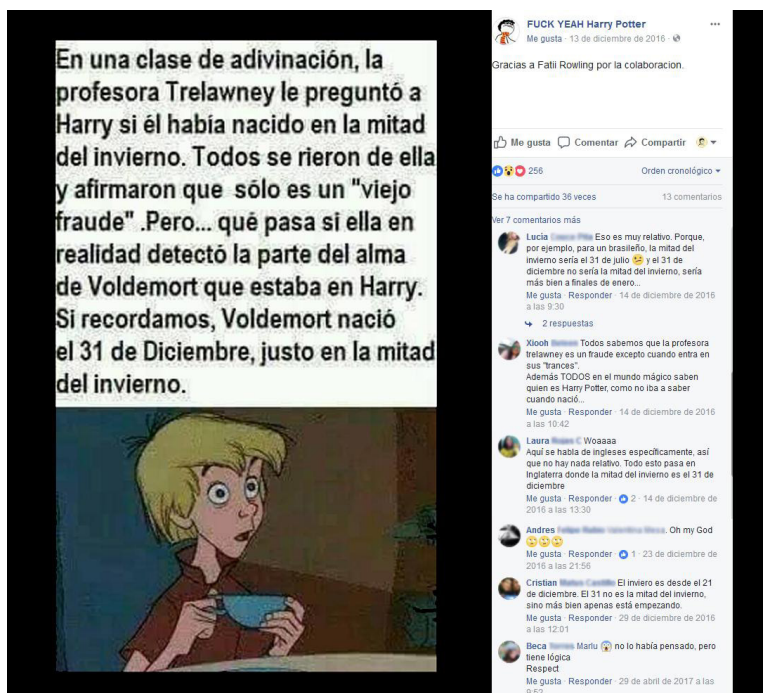 En una clase de adivinación, la
profesora Trelawney le preguntó a
Harry si él había nacido en la mitad
del invierno. Todos se rieron de ella
y afirmaron que sólo es un "viejo
fraude" .Pero... qué pasa si ella en
realidad detectó la parte del alma
de Voldemort que estaba en Harry.
Si recordamos, Voldemort nació
el 31 de Diciembre, justo en la mitad
del invierno.
FUCK YEAH Harry Potter
Me gusta · 13 de diciembre de 2016 ·
Gracias a Fatii Rowling por la colaboracion.
Me gusta Comentar Compartir
256 Orden cronológico
Se ha compartido 36 veces 13 comentarios
Ver 7 comentarios más
Lucia Eso es muy relativo. Porque,
por ejemplo, para un brasileño, la mitad del
invierno sería el 31 de julio y el 31 de
diciembre no sería la mitad del invierno, sería
más bien a finales de enero...
Me gusta · Responder · 14 de diciembre de 2016
a las 9:30
2 respuestas
Xiooh Todos sabemos que la profesora
trelawney es un fraude excepto cuando entra en
sus "trances".
Además TODOS en el mundo mágico saben
quien es Harry Potter, como no iba a saber
cuando nació...
Me gusta · Responder · 14 de diciembre de 2016
a las 10:42
Laura C Woaaaa
Aquí se habla de ingleses específicamente, así
que no hay nada relativo. Todo esto pasa en
Inglaterra donde la mitad del invierno es el 31 de
diciembre
Me gusta · Responder · 2 · 14 de diciembre de
2016 a las 13:30
Andres . Oh my God
Me gusta · Responder · 1 · 23 de diciembre de
2016 a las 21:56
Cristian El inviero es desde el 21
de diciembre. El 31 no es la mitad del invierno,
sino más bien apenas está empezando.
Me gusta · Responder · 29 de diciembre de 2016
a las 12:01
Beca Marlu no lo había pensado, pero
tiene lógica
Respect
Me gusta · Responder · 29 de abril de 2017 a las
9:52